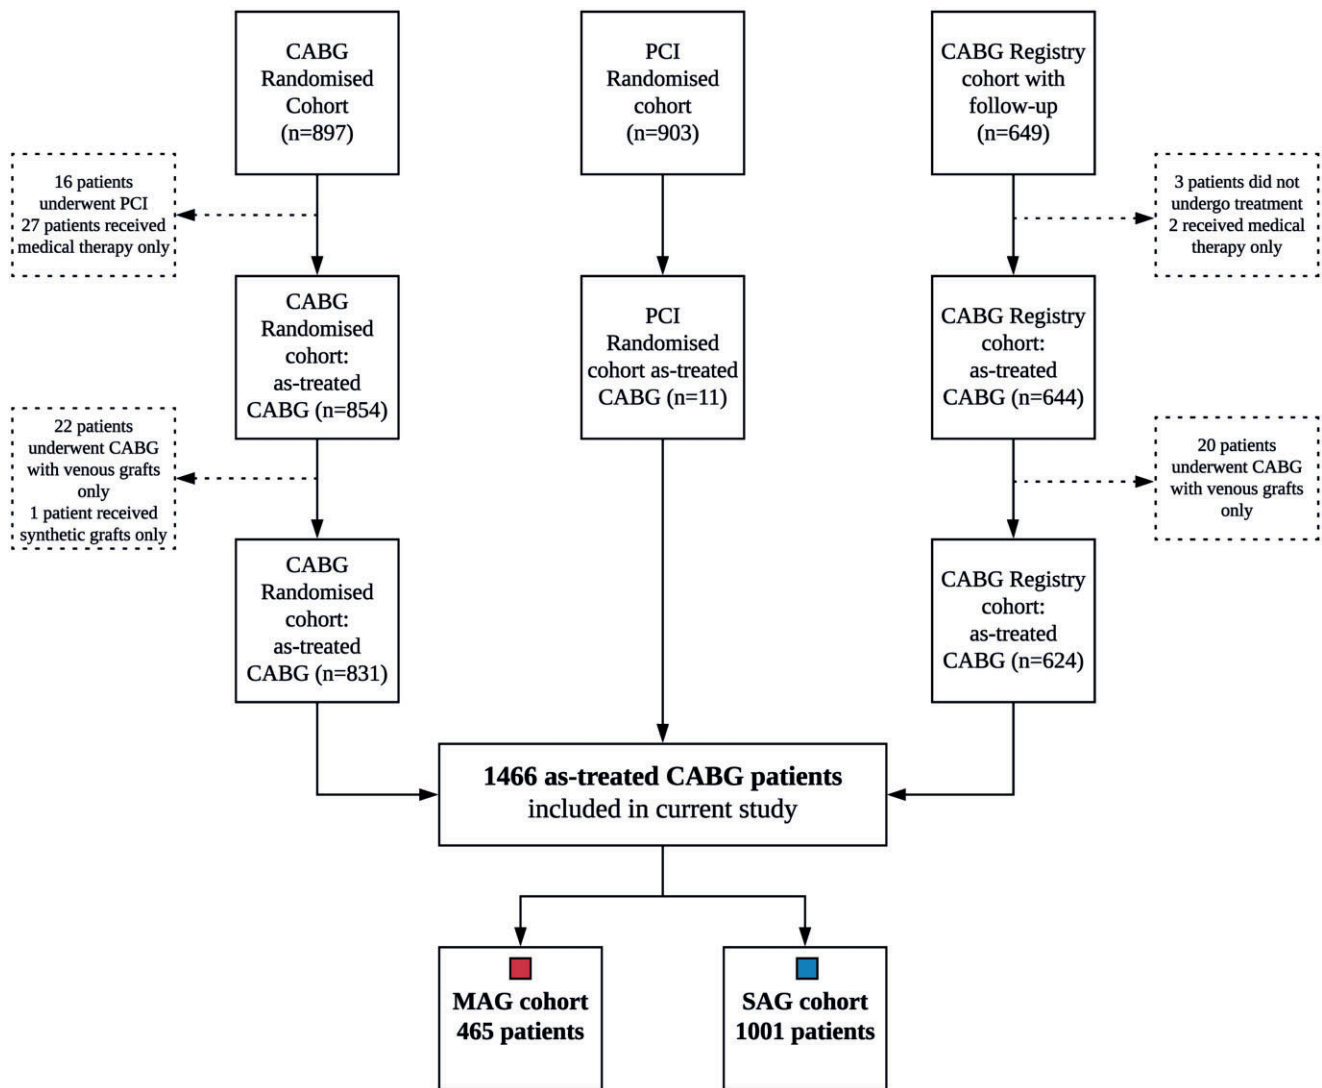 CABG
Randomised
Cohort
(n=897)
PCI
Randomised
cohort
(n=903)
CABG Registry
cohort with
follow-up
(n=649)
16 patients
underwent PCI
27 patients received
medical therapy only
3 patients did not
undergo treatment
2 received medical
therapy only
CABG
Randomised
cohort:
as-treated
CABG (n=854)
PCI
Randomised
cohort as-treated
CABG (n=11)
CABG Registry
cohort:
as-treated
CABG (n=644)
22 patients
underwent CABG
with venous grafts
only
1 patient received
synthetic grafts only
20 patients
underwent CABG
with venous grafts
only
CABG
Randomised
cohort:
as-treated
CABG (n=831)
CABG Registry
cohort:
as-treated
CABG (n=624)
1466 as-treated CABG patients
included in current study
MAG cohort
465 patients
SAG cohort
1001 patients